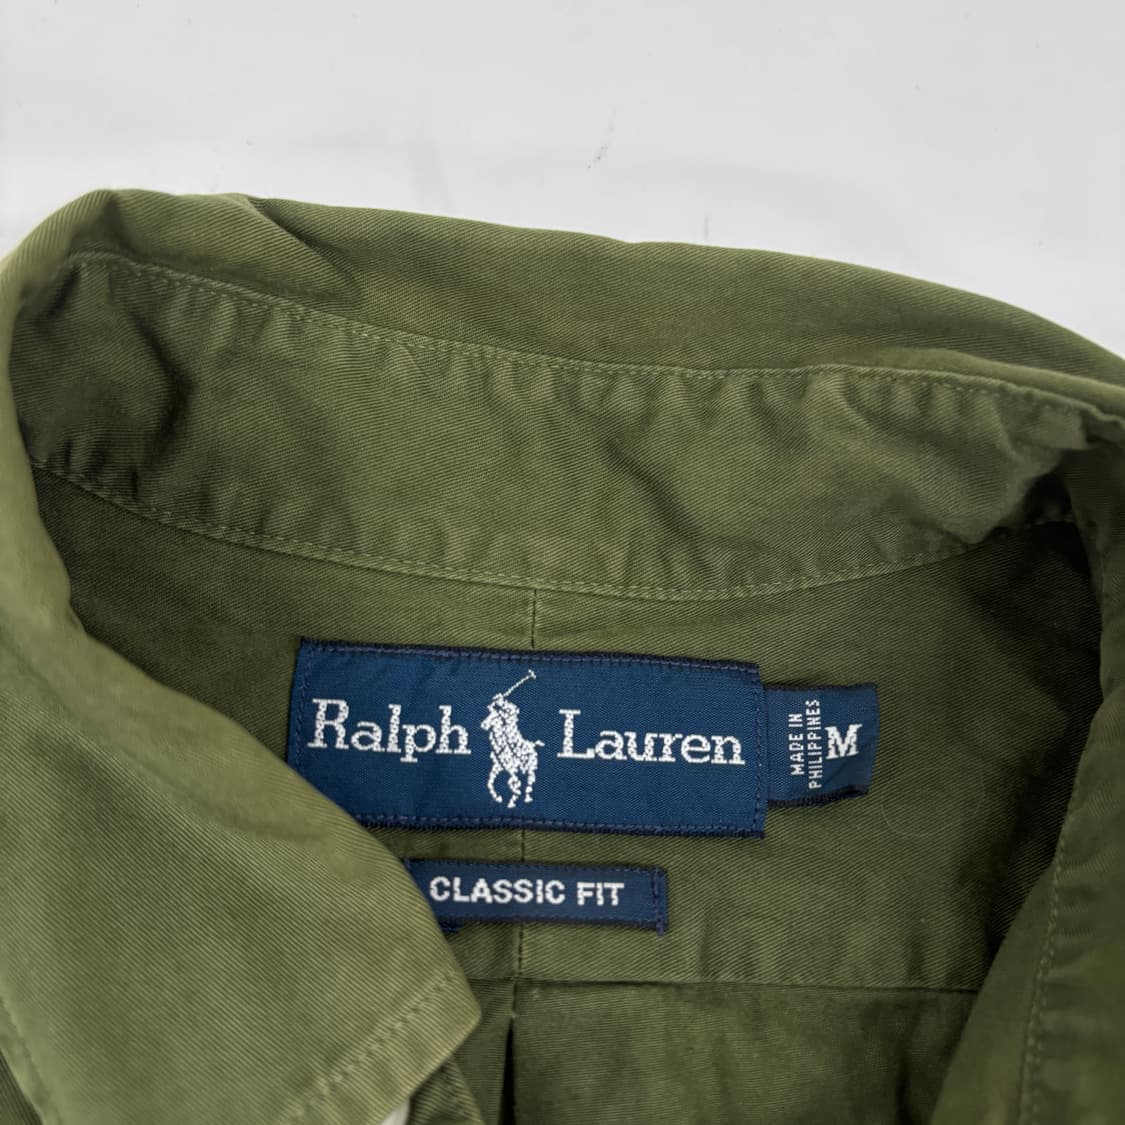 Ralph Lauren
MADE IN
PHILIPPINES
M
CLASSIC FIT